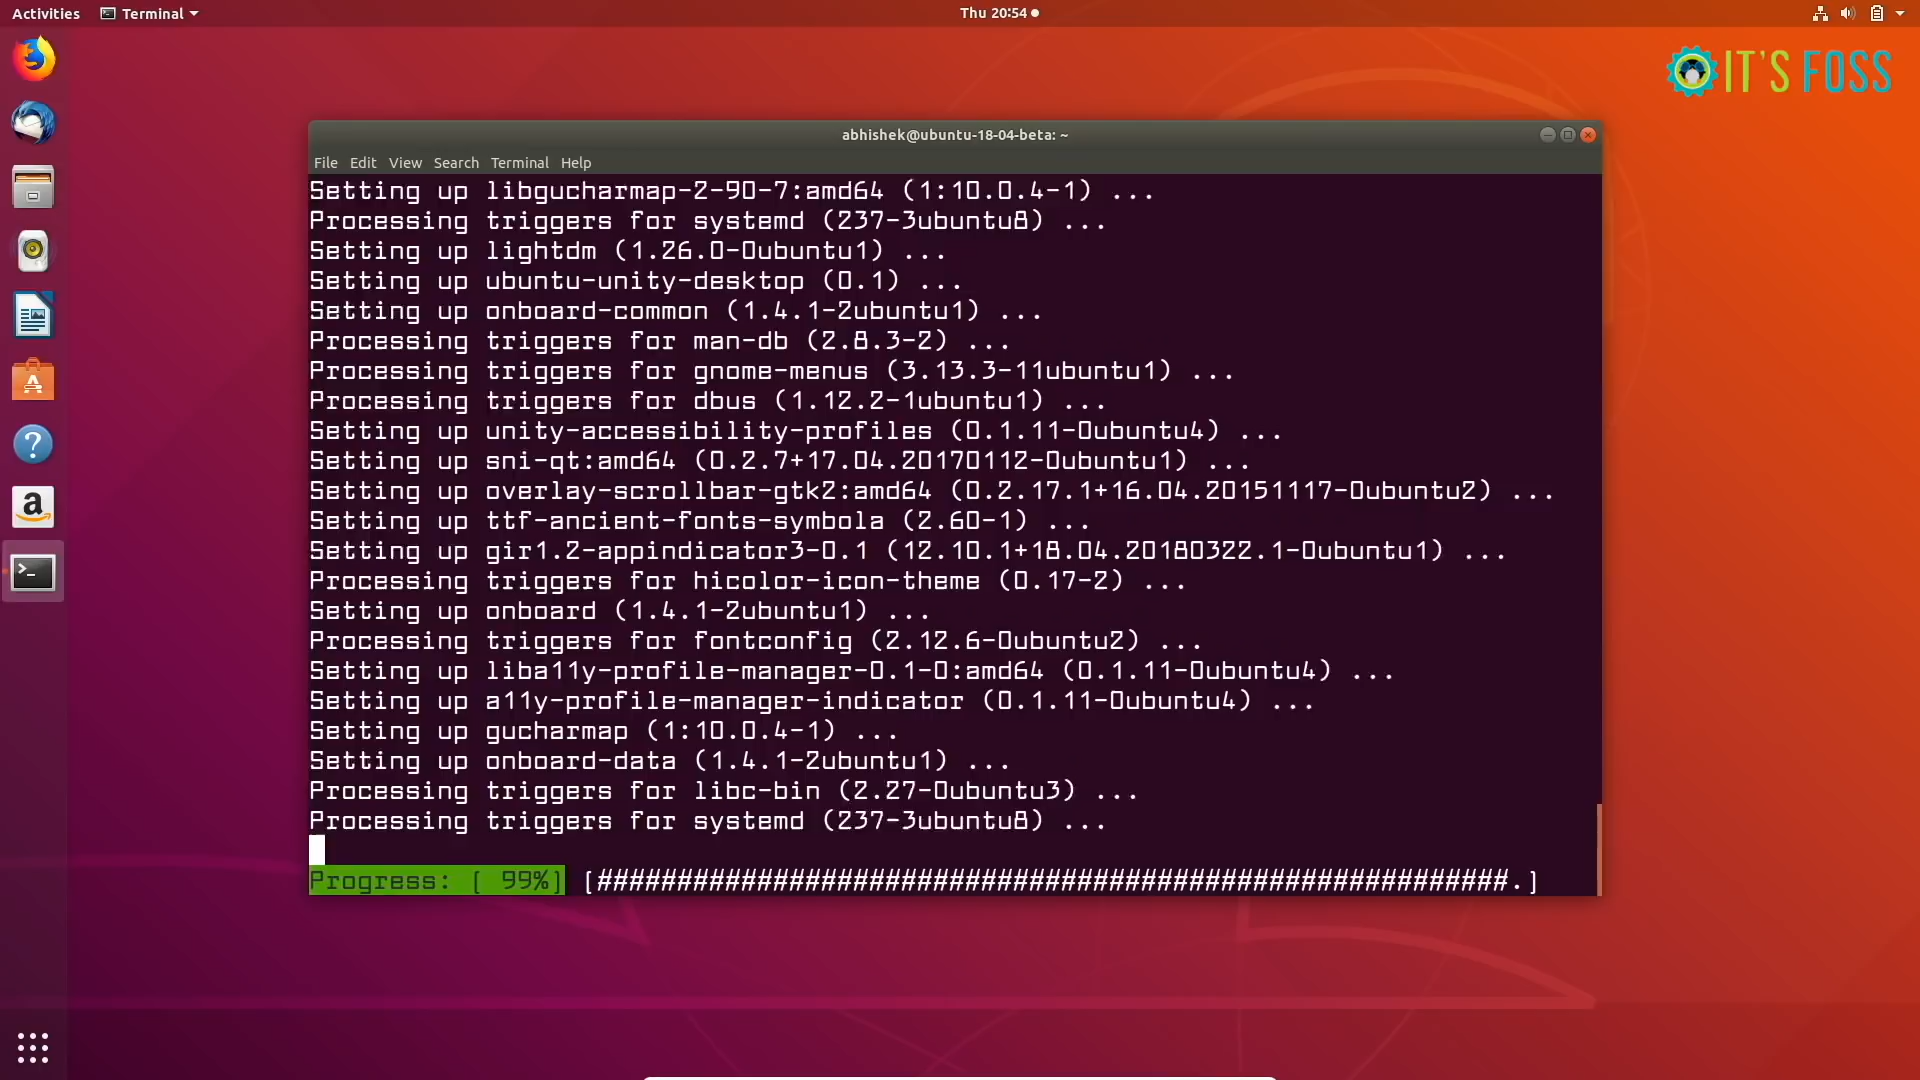 Activities Terminal Thu 20:54
IT'S FOSS
abhishek@ubuntu-18-04-beta: ~
File Edit View Search Terminal Help
Setting up libgucharmap-2-90-7:amd64 (1:10.0.4-1) ...
Processing triggers for systemd (237-3ubuntu8) ...
Setting up lightdm (1.26.0-0ubuntu1) ...
Setting up ubuntu-unity-desktop (0.1) ...
Setting up onboard-common (1.4.1-2ubuntu1) ...
Processing triggers for man-db (2.8.3-2) ...
Processing triggers for gnome-menus (3.13.3-11ubuntu1) ...
Processing triggers for dbus (1.12.2-1ubuntu1) ...
Setting up unity-accessibility-profiles (0.1.11-0ubuntu4) ...
Setting up sni-qt:amd64 (0.2.7+17.04.20170112-0ubuntu1) ...
Setting up overlay-scrollbar-gtk2:amd64 (0.2.17.1+16.04.20151117-0ubuntu2) ...
Setting up ttf-ancient-fonts-symbola (2.60-1) ...
Setting up gir1.2-appindicator3-0.1 (12.10.1+18.04.20180322.1-0ubuntu1) ...
Processing triggers for hicolor-icon-theme (0.17-2) ...
Setting up onboard (1.4.1-2ubuntu1) ...
Processing triggers for fontconfig (2.12.6-0ubuntu2) ...
Setting up liba11y-profile-manager-0.1-0:amd64 (0.1.11-0ubuntu4) ...
Setting up a11y-profile-manager-indicator (0.1.11-0ubuntu4) ...
Setting up gucharmap (1:10.0.4-1) ...
Setting up onboard-data (1.4.1-2ubuntu1) ...
Processing triggers for libc-bin (2.27-0ubuntu3) ...
Processing triggers for systemd (237-3ubuntu8) ...
Progress: [ 99%] [#########################################################.]